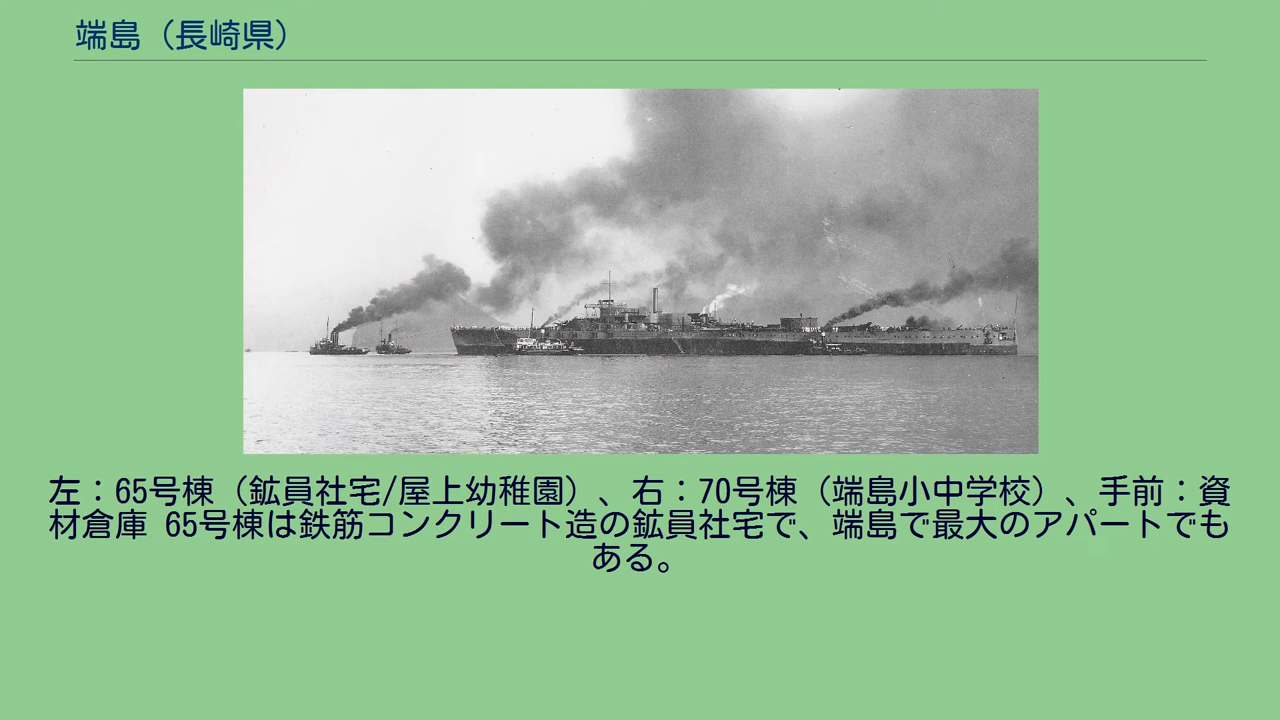 端島（長崎県）
左：65号棟（鉱員社宅/屋上幼稚園）、右：70号棟（端島小中学校）、手前：資
材倉庫 65号棟は鉄筋コンクリート造の鉱員社宅で、端島で最大のアパートでも
ある。